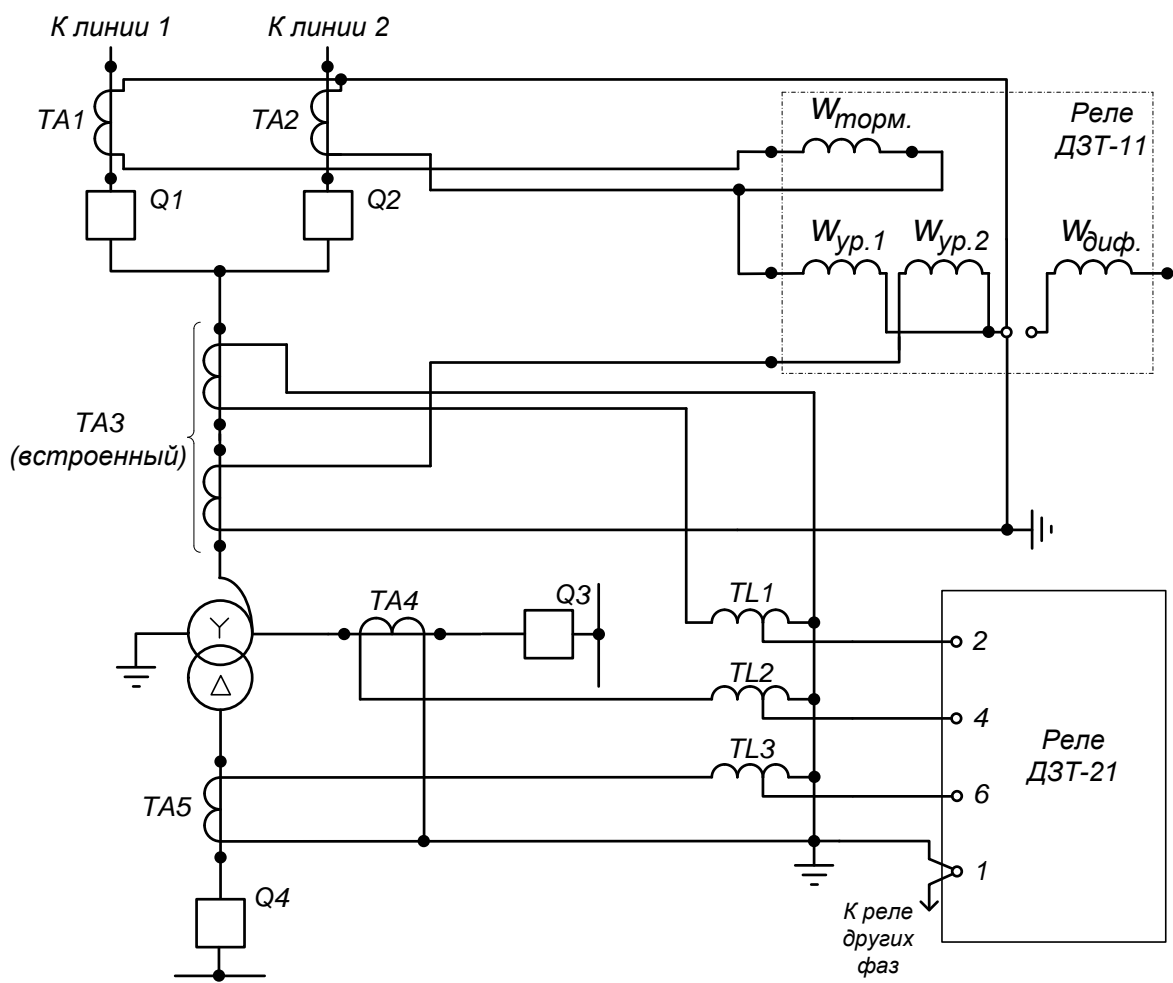 К линии 1
К линии 2
TA1
TA2
Wторм.
Реле
ДЗТ-11
Q1
Q2
Wур.1
Wур.2
Wдиф.
TA3
(встроенный)
TA4
Q3
TL1
2
TL2
4
Реле
ДЗТ-21
TL3
6
TA5
1
Q4
К реле
других
фаз
Y
Δ